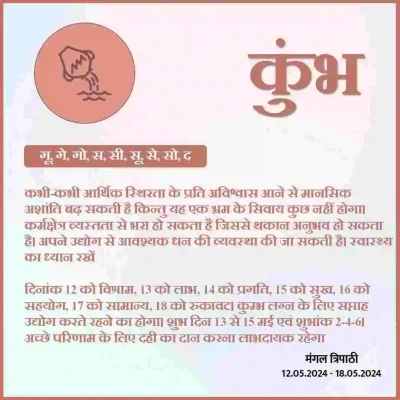 कुंभ
गू, गे, गो, स, सी, सू, से, सो, द
कभी-कभी आर्थिक स्थिरता के प्रति अविश्वास आने से मानसिक
अशांति बढ़ सकती है किन्तु यह एक भ्रम के सिवाय कुछ नहीं होगा।
कर्मक्षेत्र व्यस्तता से भरा हो सकता है जिससे थकान अनुभव हो सकता
है। अपने उद्योग से आवश्यक धन की व्यवस्था की जा सकती है। स्वास्थ्य
का ध्यान रखें
दिनांक 12 को विश्राम, 13 को लाभ, 14 को प्रगति, 15 को सुख, 16 को
सहयोग, 17 को सामान्य, 18 को रुकावट। कुम्भ लग्न के लिए सप्ताह
उद्योग करते रहने का होगा। शुभ दिन 13 से 15 मई एवं शुभांक 2-4-6।
अच्छे परिणाम के लिए दही का दान करना लाभदायक रहेगा
मंगल त्रिपाठी
12.05.2024 - 18.05.2024